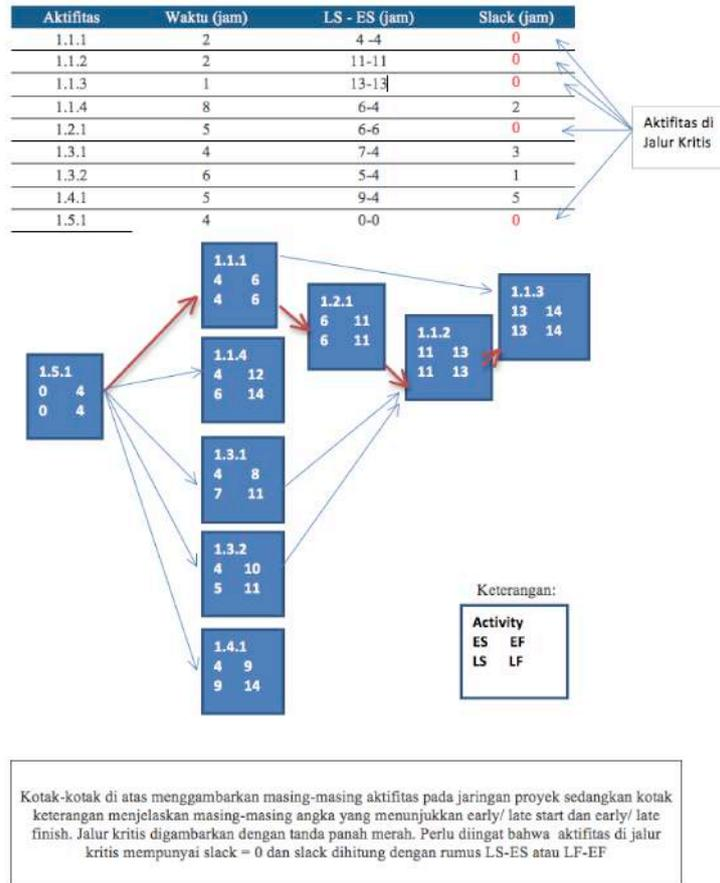 Aktifitas Waktu (jam) LS - ES (jam) Slack (jam)
1.1.1 2 4 -4 0
1.1.2 2 11-11 0
1.1.3 1 13-13 0
1.1.4 8 6-4 2
1.2.1 5 6-6 0
1.3.1 4 7-4 3
1.3.2 6 5-4 1
1.4.1 5 9-4 5
1.5.1 4 0-0 0
Aktifitas di
Jalur Kritis
1.5.1
0 4
0 4
1.1.1
4 6
4 6
1.1.4
4 12
6 14
1.3.1
4 8
7 11
1.3.2
4 10
5 11
1.4.1
4 9
9 14
1.2.1
6 11
6 11
1.1.2
11 13
11 13
1.1.3
13 14
13 14
Keterangan:
Activity
ES EF
LS LF
Kotak-kotak di atas menggambarkan masing-masing aktifitas pada jaringan proyek sedangkan kotak
keterangan menjelaskan masing-masing angka yang menunjukkan early/ late start dan early/ late
finish. Jalur kritis digambarkan dengan tanda panah merah. Perlu diingat bahwa aktifitas di jalur
kritis mempunyai slack = 0 dan slack dihitung dengan rumus LS-ES atau LF-EF